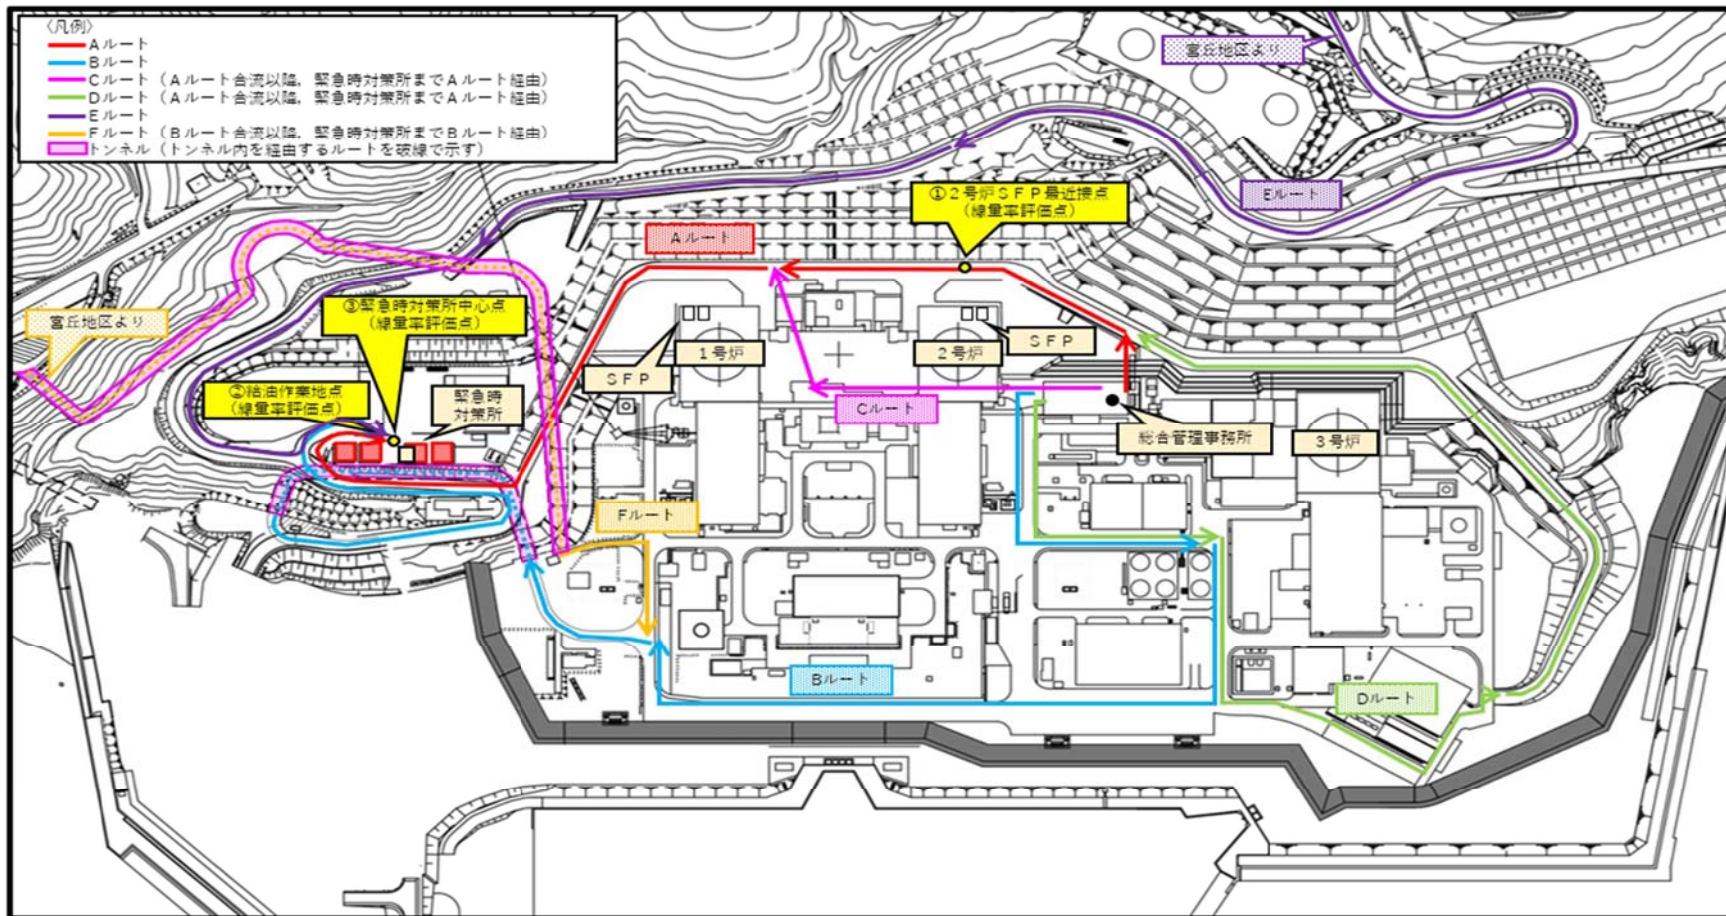 〈凡例〉
Aルート
Bルート
Cルート（Aルート合流以降，緊急時対策所までAルート経由）
Dルート（Aルート合流以降，緊急時対策所までAルート経由）
Eルート
Fルート（Bルート合流以降，緊急時対策所までBルート経由）
トンネル（トンネル内を経由するルートを破線で示す）
宮丘地区より
Eルート
①2号炉SFP最近接点
（線量率評価点）
Aルート
③緊急時対策所中心点
（線量率評価点）
宮丘地区より
1号炉
2号炉
SFP
SFP
②給油作業地点
（線量率評価点）
緊急時
対策所
Cルート
総合管理事務所
3号炉
Fルート
Bルート
Dルート